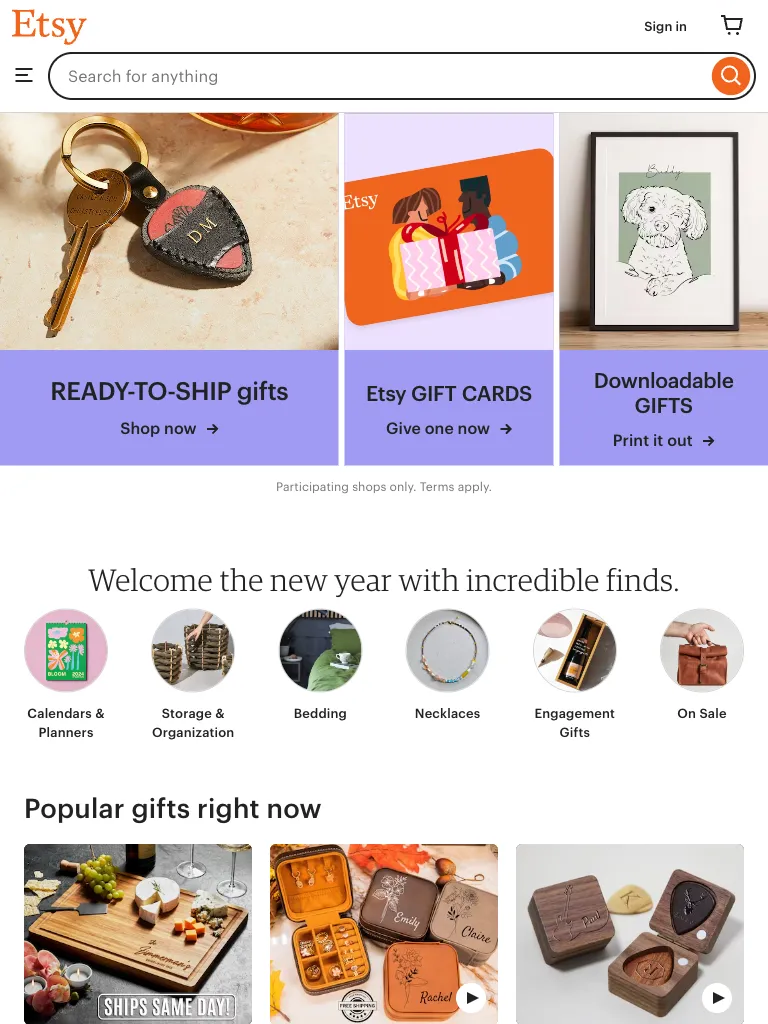 Etsy
Sign in
Search for anything
DM
Etsy
Buddy
READY-TO-SHIP gifts
Shop now →
Etsy GIFT CARDS
Give one now →
Downloadable
GIFTS
Print it out →
Participating shops only. Terms apply.
Welcome the new year with incredible finds.
BLOOM 2024
Calendars &
Planners
Storage &
Organization
Bedding
Necklaces
Engagement
Gifts
On Sale
Popular gifts right now
The
Zimmerman's
SHIPS SAME DAY!
Emily
Claire
Rachel
FREE SHIPPING
Paul
K